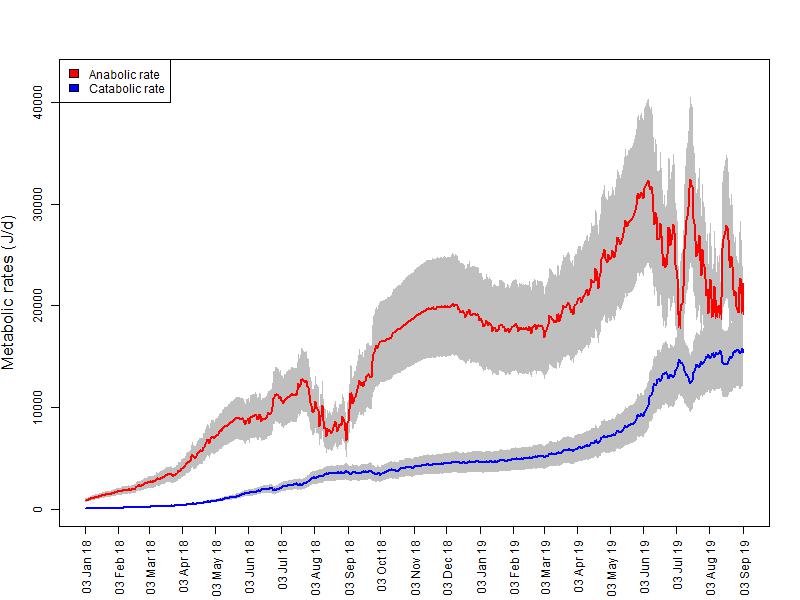 Anabolic rate
Catabolic rate
Metabolic rates (J/d)
40000
30000
20000
10000
0
03 Jan 18
03 Feb 18
03 Mar 18
03 Apr 18
03 May 18
03 Jun 18
03 Jul 18
03 Aug 18
03 Sep 18
03 Oct 18
03 Nov 18
03 Dec 18
03 Jan 19
03 Feb 19
03 Mar 19
03 Apr 19
03 May 19
03 Jun 19
03 Jul 19
03 Aug 19
03 Sep 19